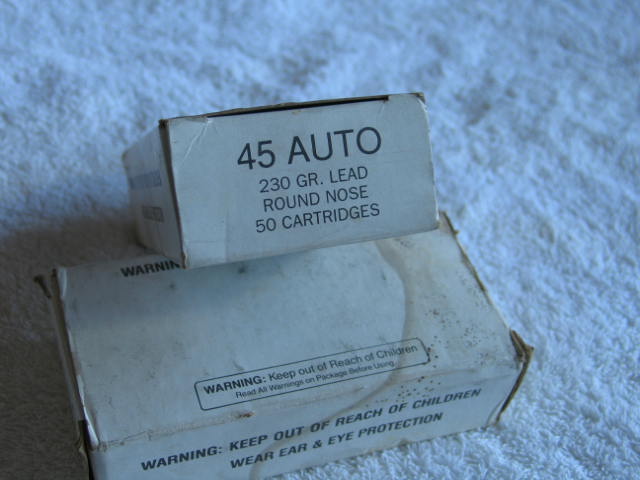 45 AUTO
230 GR. LEAD
ROUND NOSE
50 CARTRIDGES
WARNIN
WARNING: Keep out of Reach of Children
Read All Warnings on Package Before Using.
WARNING: KEEP OUT OF REACH OF CHILDREN
WEAR EAR & EYE PROTECTION